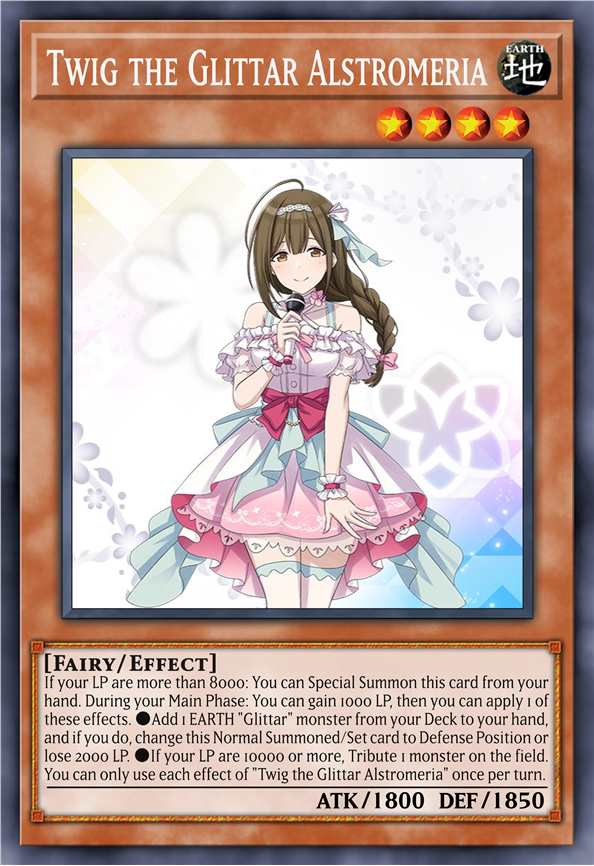 Twig the Glittar Alstromeria
EARTH
地
[Fairy/Effect]
If your LP are more than 8000: You can Special Summon this card from your
hand. During your Main Phase: You can gain 1000 LP, then you can apply 1 of
these effects. ●Add 1 EARTH "Glittar" monster from your Deck to your hand,
and if you do, change this Normal Summoned/Set card to Defense Position or
lose 2000 LP. ●If your LP are 10000 or more, Tribute 1 monster on the field.
You can only use each effect of "Twig the Glittar Alstromeria" once per turn.
ATK/1800 DEF/1850